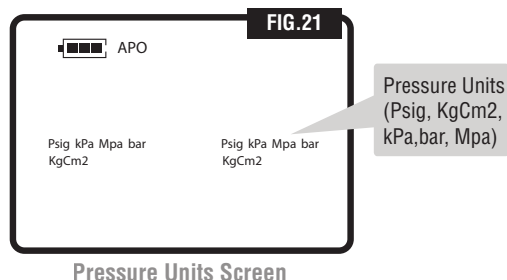 FIG.21
APO
Pressure Units
(Psig, KgCm2,
kPa,bar, Mpa)
Psig kPa Mpa bar
KgCm2
Psig kPa Mpa bar
KgCm2
Pressure Units Screen